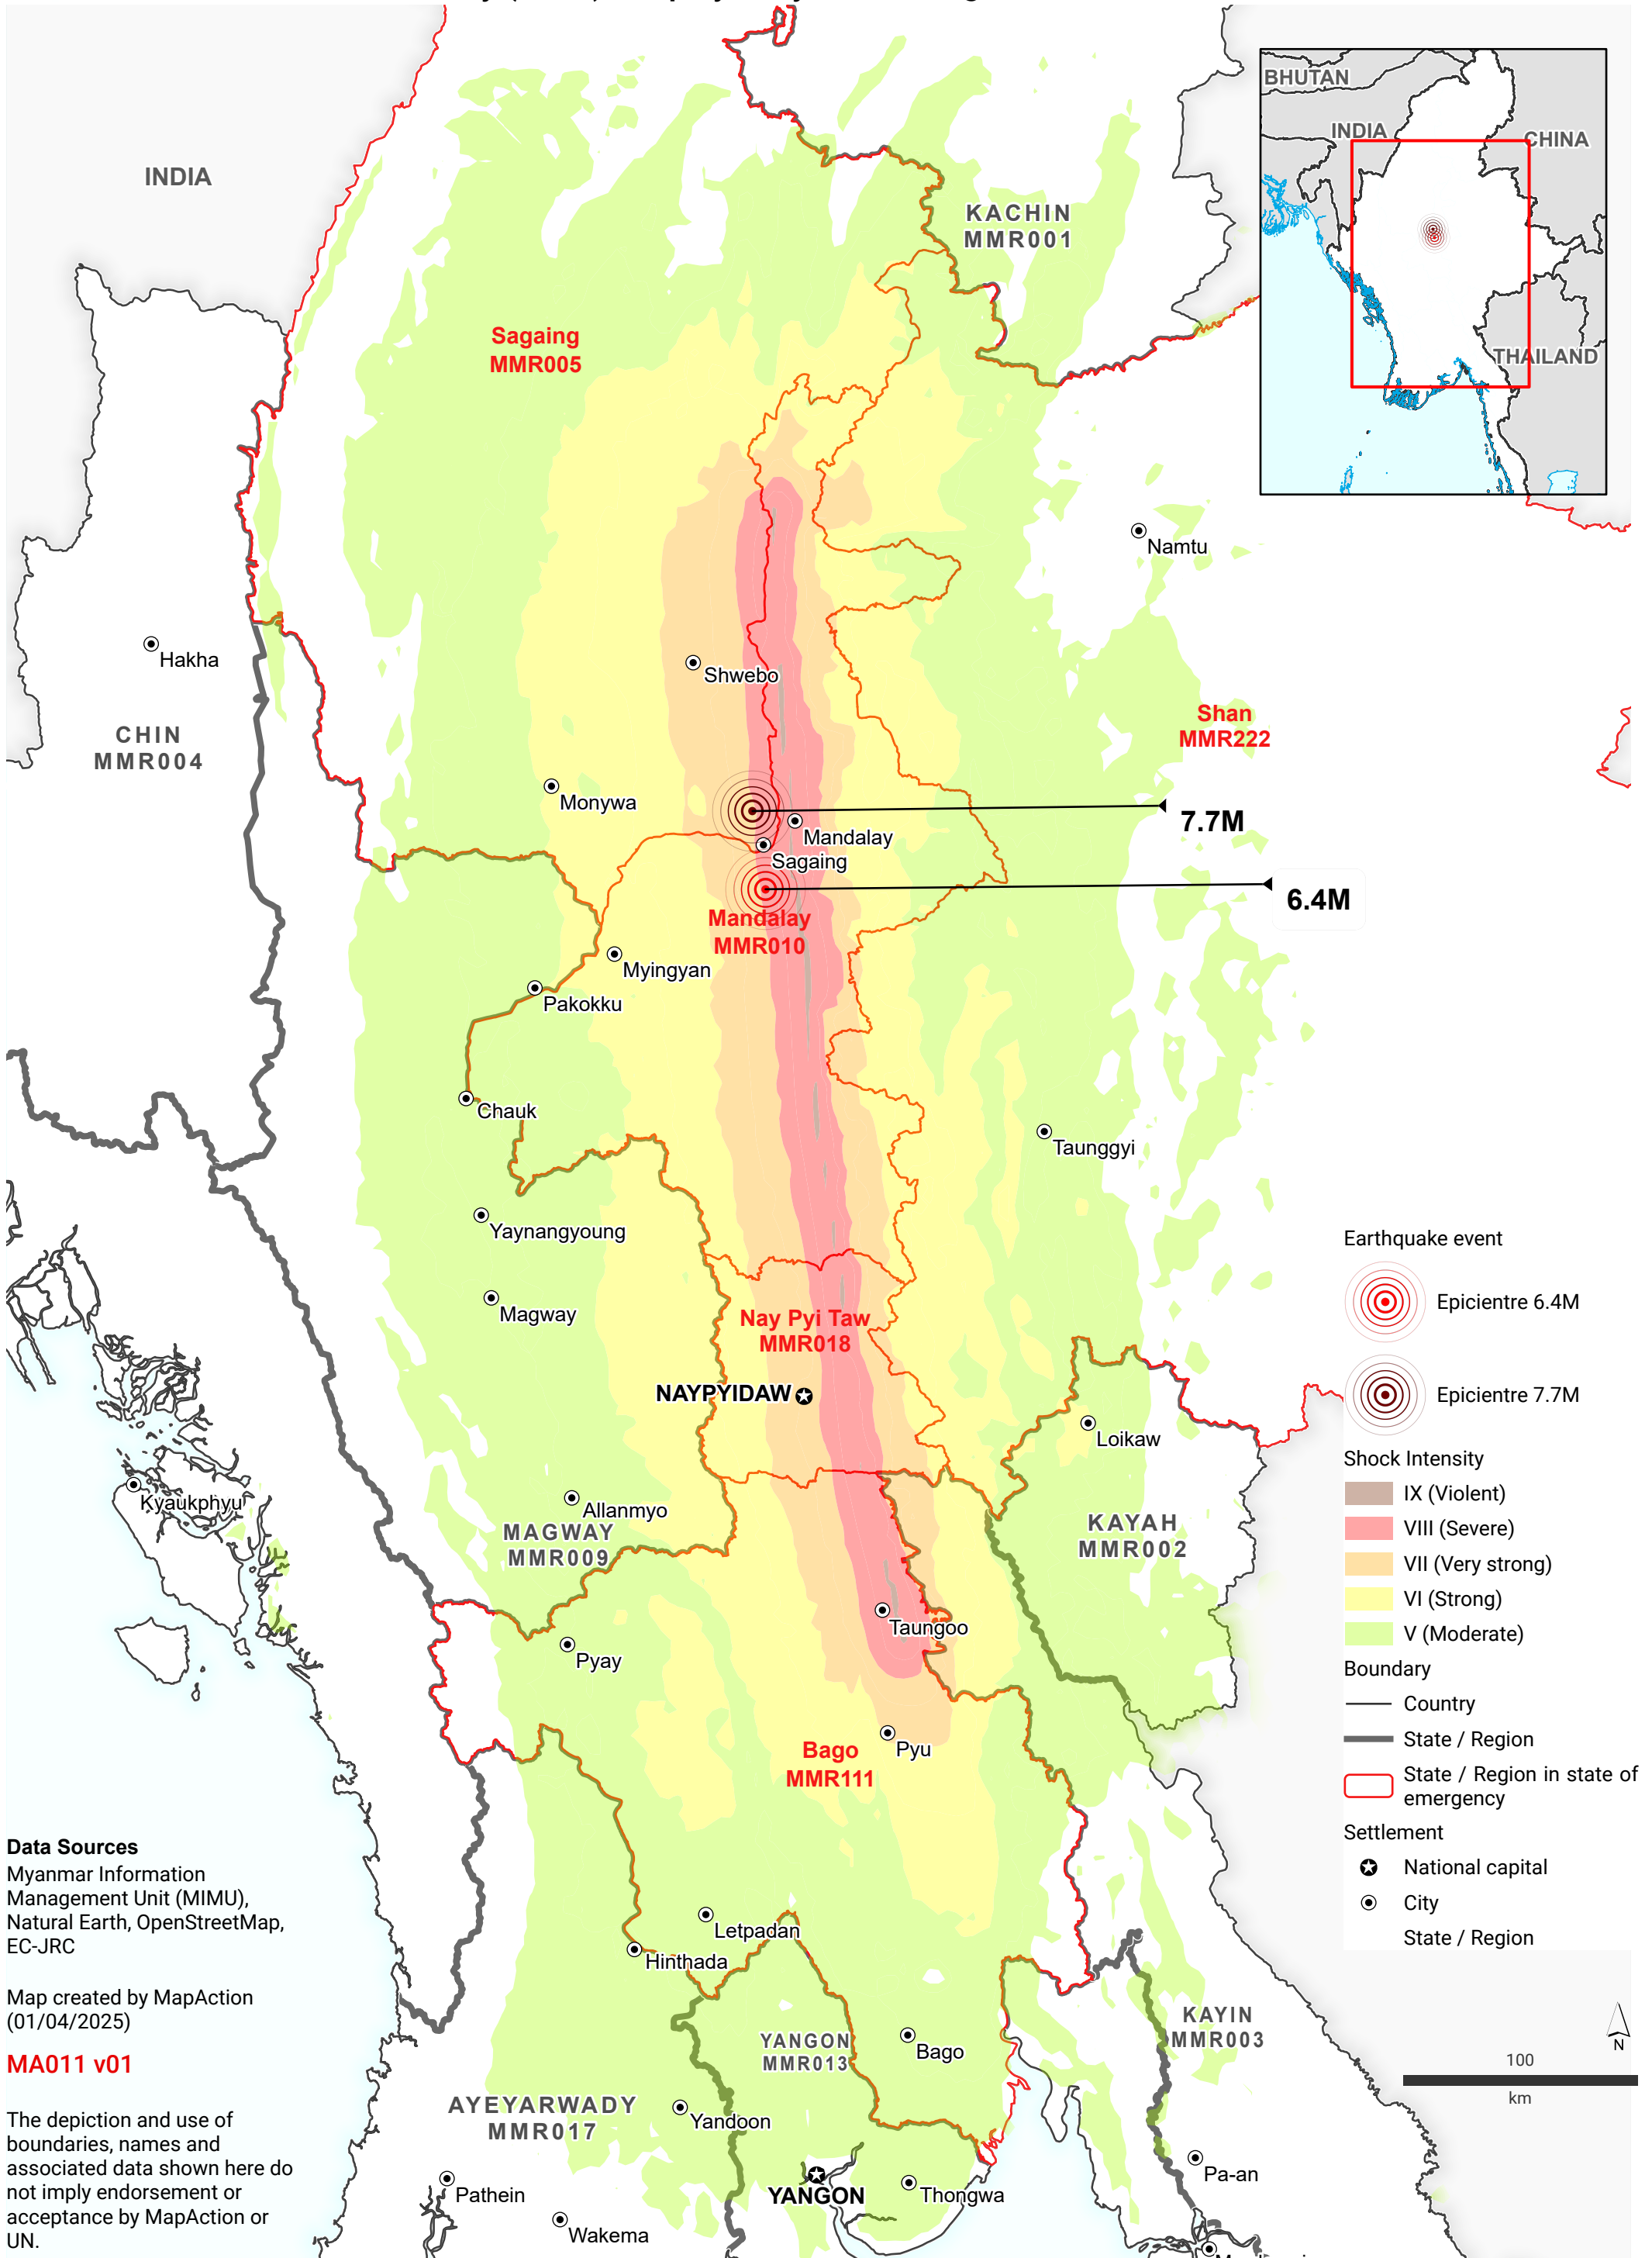 BHUTAN
INDIA
CHINA
THAILAND
INDIA
KACHIN
MMR001
Sagaing
MMR005
Namtu
Hakha
Shwebo
CHIN
MMR004
Shan
MMR222
Monywa
7.7M
Mandalay
Sagaing
6.4M
Mandalay
MMR010
Myingyan
Pakokku
Chauk
Taunggyi
Yaynangyoung
Magway
Nay Pyi Taw
MMR018
NAYPYIDAW
Loikaw
Kyaukphyu
Allanmyo
MAGWAY
MMR009
KAYAH
MMR002
Taungoo
Pyay
Pyu
Bago
MMR111
Letpadan
Hinthada
YANGON
MMR013
Bago
KAYIN
MMR003
AYEYARWADY
MMR017
Yandoon
Pa-an
Pathein
YANGON
Thongwa
Wakema
Earthquake event
Epicientre 6.4M
Epicientre 7.7M
Shock Intensity
IX (Violent)
VIII (Severe)
VII (Very strong)
VI (Strong)
V (Moderate)
Boundary
Country
State / Region
State / Region in state of
emergency
Settlement
National capital
City
State / Region
N
100
km
Data Sources
Myanmar Information
Management Unit (MIMU),
Natural Earth, OpenStreetMap,
EC-JRC
Map created by MapAction
(01/04/2025)
MA011 v01
The depiction and use of
boundaries, names and
associated data shown here do
not imply endorsement or
acceptance by MapAction or
UN.